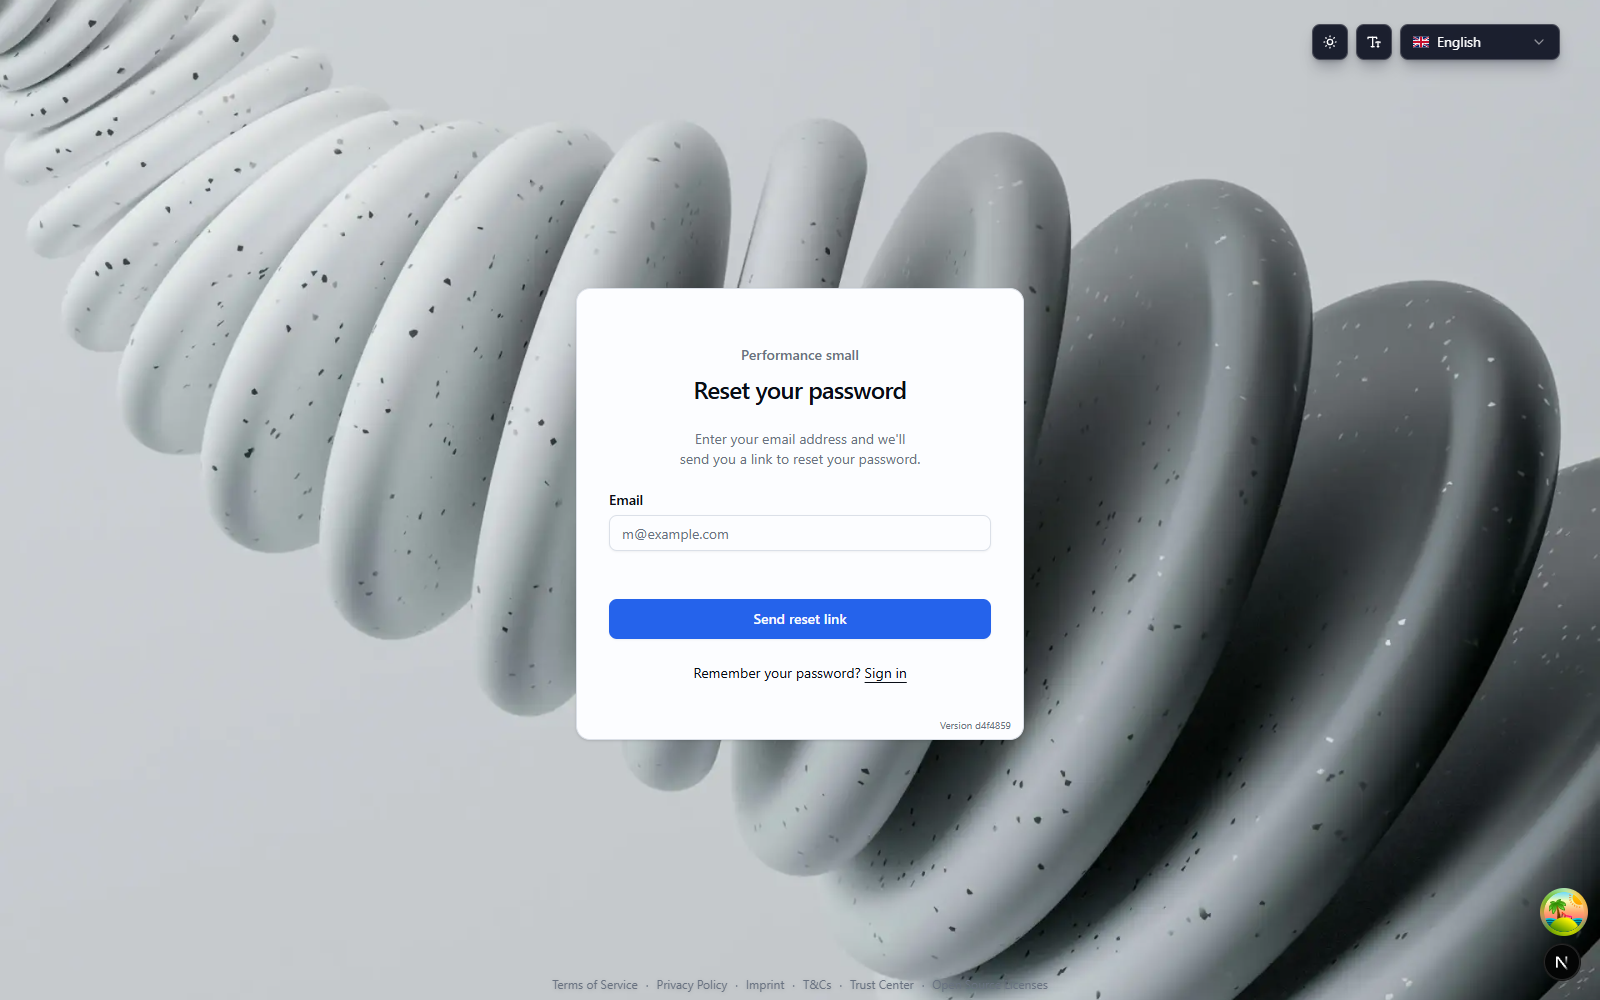 English
Performance small
Reset your password
Enter your email address and we'll
send you a link to reset your password.
Email
m@example.com
Send reset link
Remember your password? Sign in
Version d4f4859
Terms of Service · Privacy Policy · Imprint · T&Cs · Trust Center · Open Source Licenses
N